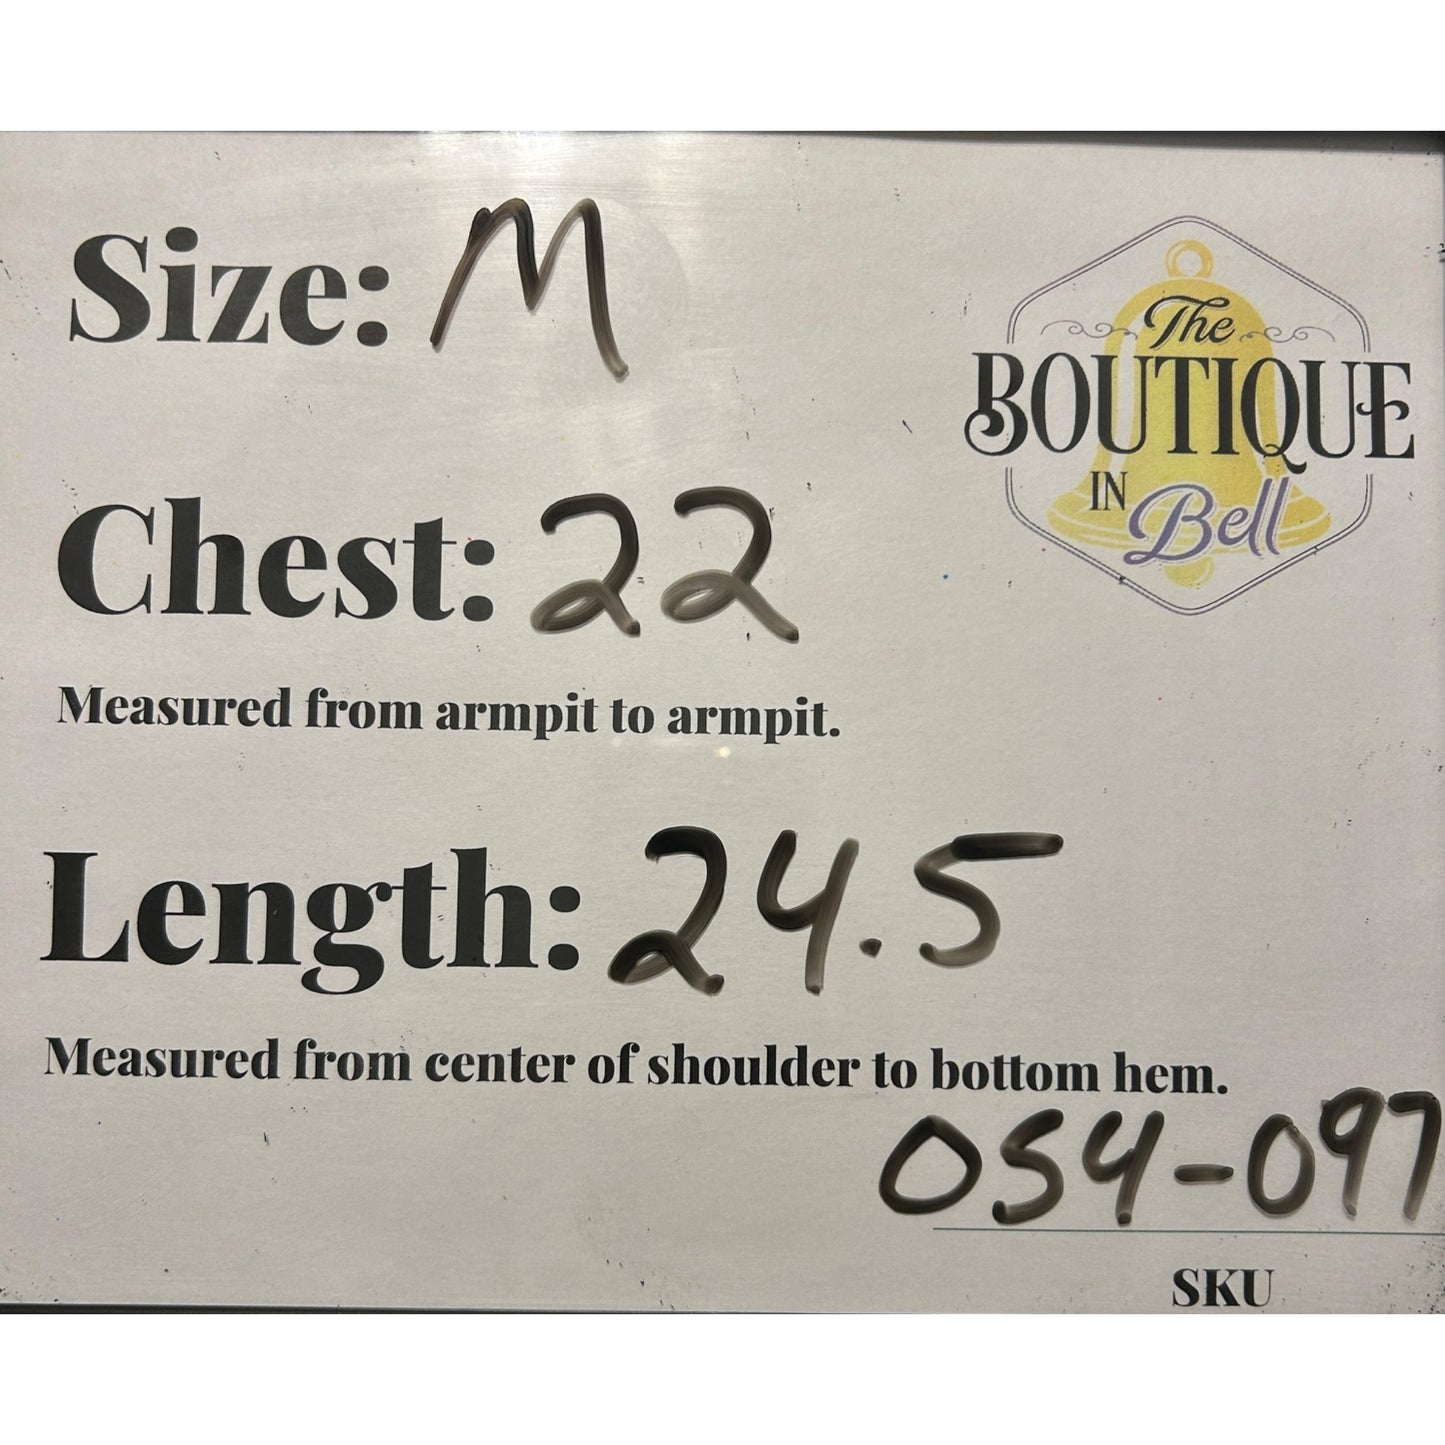 Size: M
The
BOUTIQUE
IN Bell
Chest: 22
Measured from armpit to armpit.
Length: 24.5
Measured from center of shoulder to bottom hem.
054-097
SKU